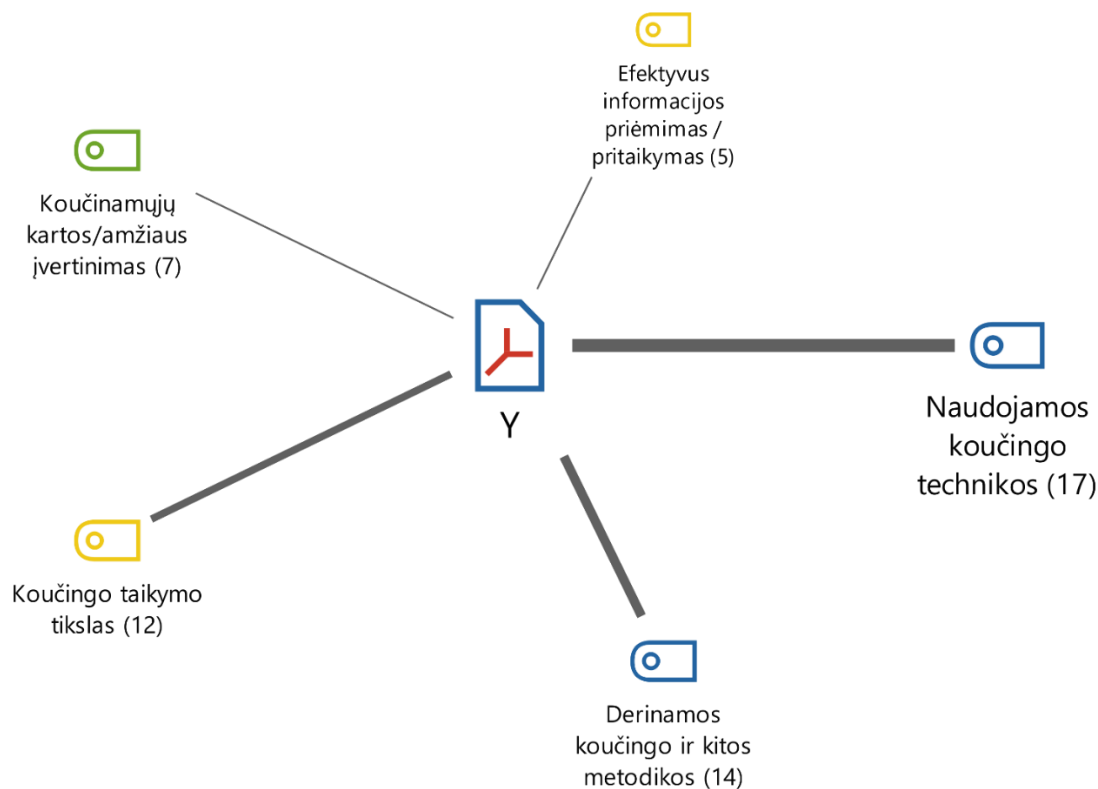 Efektyvus
informacijos
priėmimas /
pritaikymas (5)
Koučinamųjų
kartos/amžiaus
įvertinimas (7)
Y
Naudojamos
koučingo
technikos (17)
Koučingo taikymo
tikslas (12)
Derinamos
koučingo ir kitos
metodikos (14)